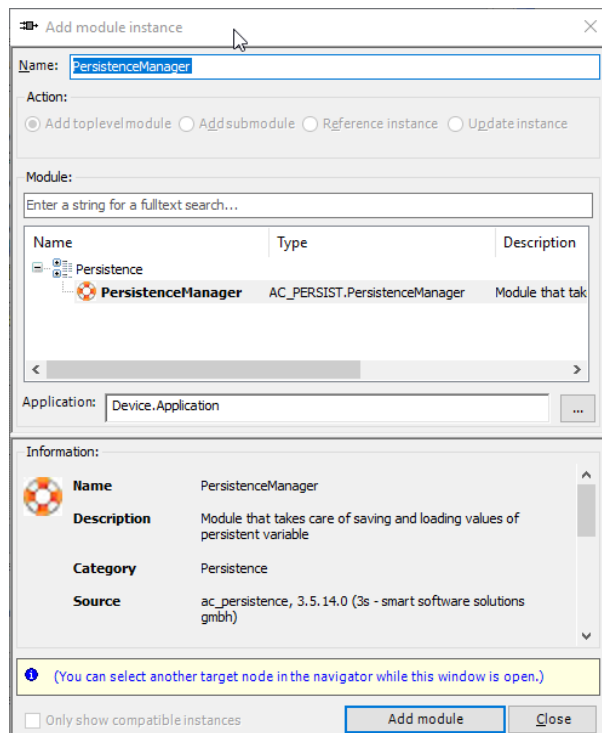 Add module instance
Name: PersistenceManager
Action:
Add toplevel module Add submodule Reference instance Update instance
Module:
Enter a string for a fulltext search...
Name Type Description
Persistence
PersistenceManager AC_PERSIST.PersistenceManager Module that tak
Application: Device.Application ...
Information:
Name PersistenceManager
Description Module that takes care of saving and loading values of
persistent variable
Category Persistence
Source ac_persistence, 3.5.14.0 (3s - smart software solutions
gmbh)
(You can select another target node in the navigator while this window is open.)
Only show compatible instances Add module Close